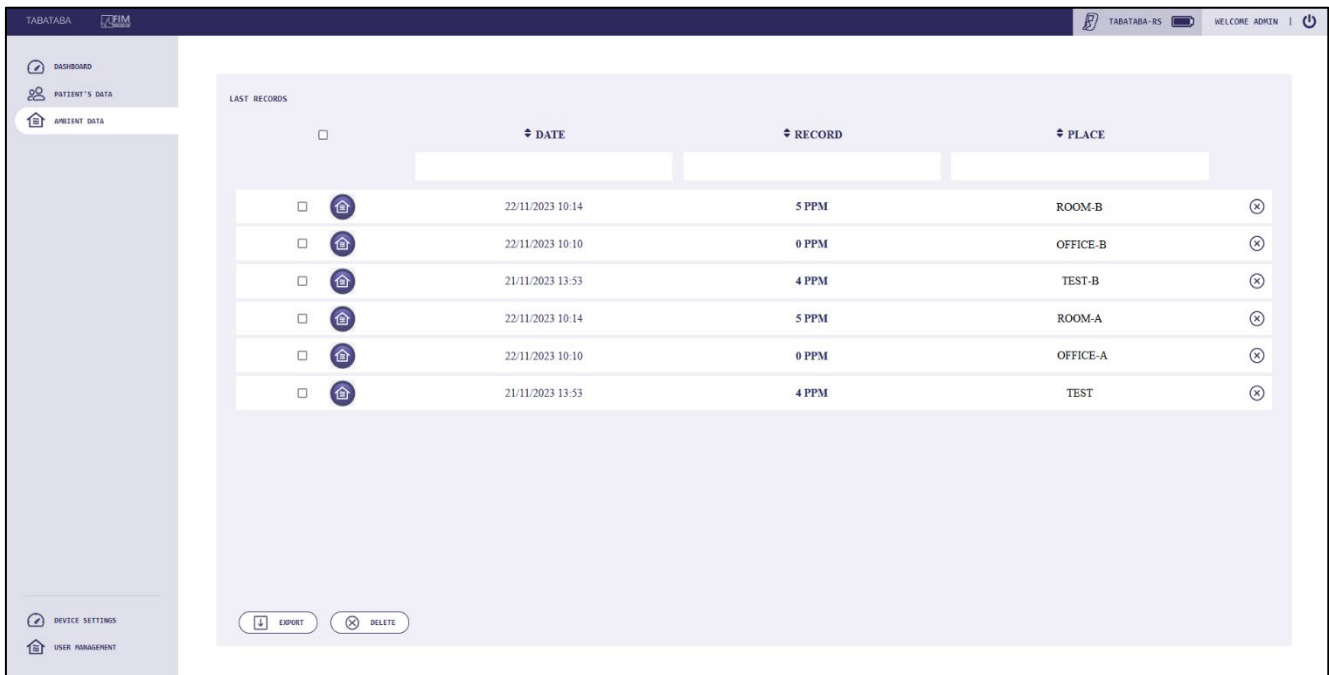 TABATABA FIM TABATABA-RS WELCOME ADMIN |
DASHBOARD
PATIENT'S DATA
AMBIENT DATA
LAST RECORDS
DATE RECORD PLACE
22/11/2023 10:14 5 PPM ROOM-B
22/11/2023 10:10 0 PPM OFFICE-B
21/11/2023 13:53 4 PPM TEST-B
22/11/2023 10:14 5 PPM ROOM-A
22/11/2023 10:10 0 PPM OFFICE-A
21/11/2023 13:53 4 PPM TEST
DEVICE SETTINGS
USER MANAGEMENT
EXPORT DELETE